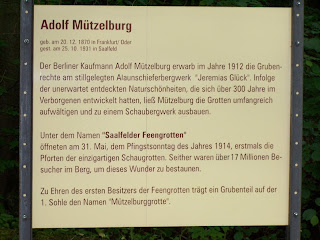 Adolf Mützelburg
geb. am 20. 12. 1870 in Frankfurt/Oder
gest. am 25. 10. 1931 in Saalfeld
Der Berliner Kaufmann Adolf Mützelburg erwarb im Jahre 1912 die Gruben-
rechte am stillgelegten Alaunschieferbergwerk "Jeremias Glück". Infolge
der unerwartet entdeckten Naturschönheiten, die sich über 300 Jahre im
Verborgenen entwickelt hatten, ließ Mützelburg die Grotten umfangreich
aufwältigen und zu einem Schaubergwerk ausbauen.
Unter dem Namen "Saalfelder Feengrotten"
öffneten am 31. Mai, dem Pfingstsonntag des Jahres 1914, erstmals die
Pforten der einzigartigen Schaugrotten. Seither waren über 17 Millionen Be-
sucher im Berg, um dieses Wunder zu bestaunen.
Zu Ehren des ersten Besitzers der Feengrotten trägt ein Grubenteil auf der
1. Sohle den Namen "Mützelburggrotte".